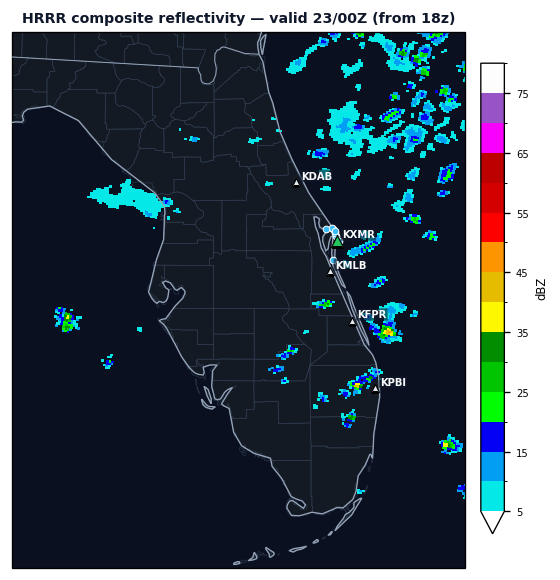 HRRR composite reflectivity — valid 23/00Z (from 18z)
KDAB
KXMR
KMLB
KFPR
KPBI
75
65
55
45
35
25
15
5
dBZ